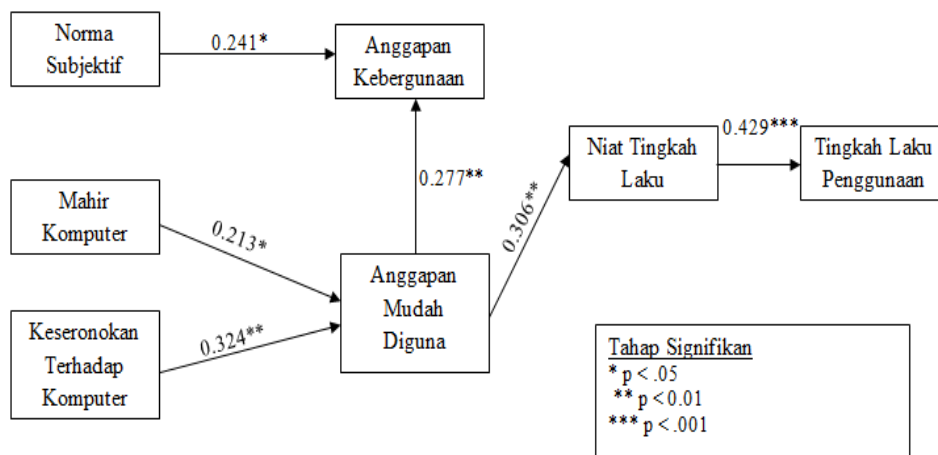 Norma
Subjektif
0.241*
Anggapan
Kebergunaan
0.277**
Niat Tingkah
Laku
0.429***
Tingkah Laku
Penggunaan
Mahir
Komputer
0.213*
0.306**
Anggapan
Mudah
Diguna
Keseronokan
Terhadap
Komputer
0.324**
Tahap Signifikan
* p < .05
** p < 0.01
*** p < .001